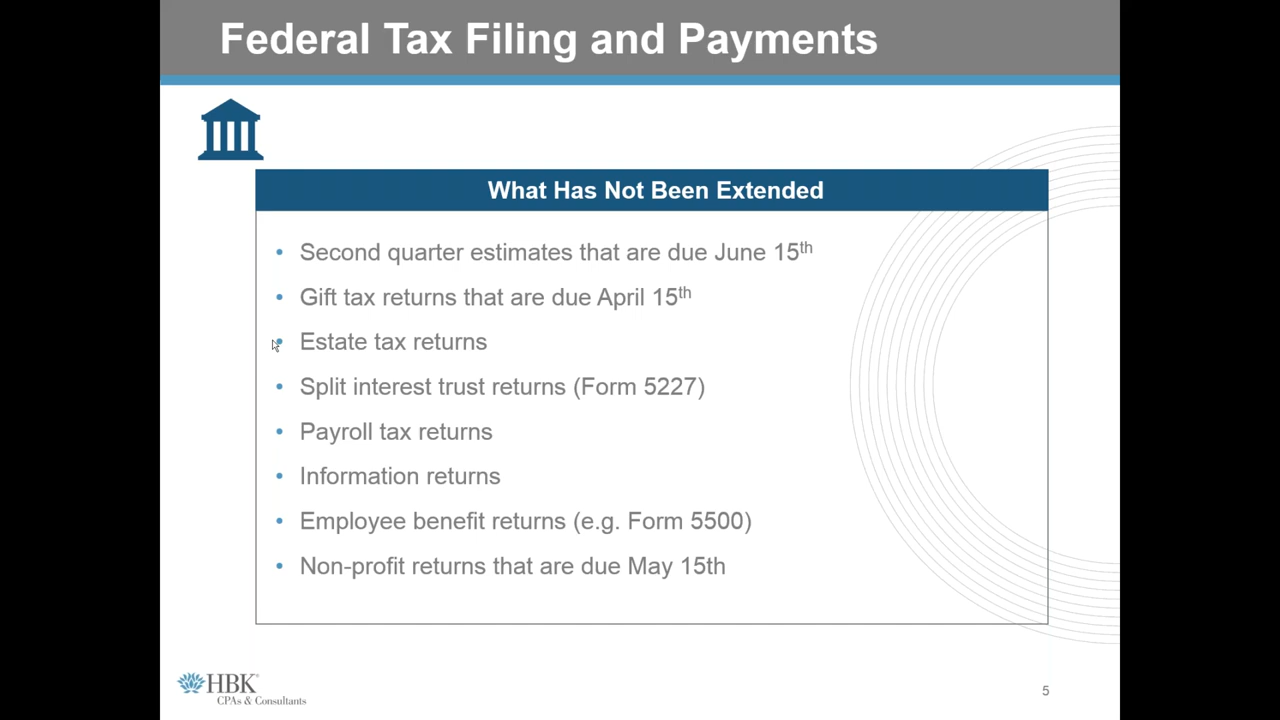 Federal Tax Filing and Payments
What Has Not Been Extended
• Second quarter estimates that are due June 15th
• Gift tax returns that are due April 15th
• Estate tax returns
• Split interest trust returns (Form 5227)
• Payroll tax returns
• Information returns
• Employee benefit returns (e.g. Form 5500)
• Non-profit returns that are due May 15th
HBK
CPAs & Consultants
5